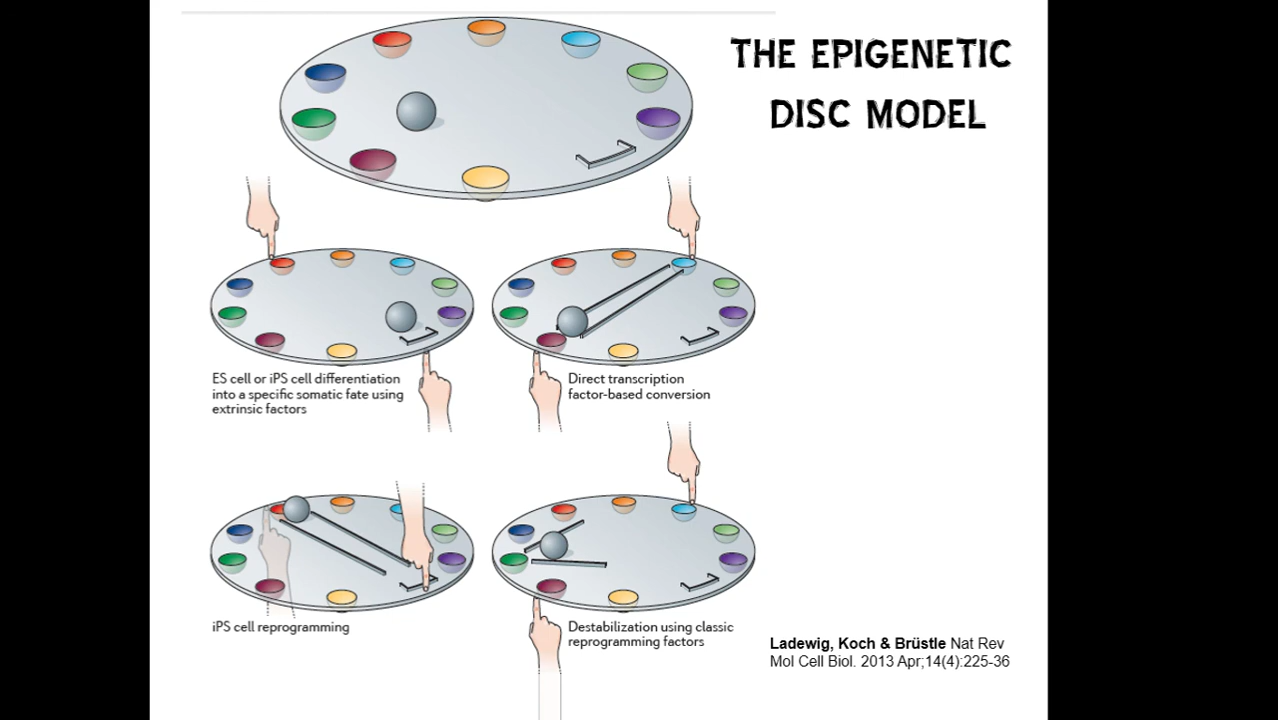 THE EPIGENETIC
DISC MODEL
ES cell or iPS cell differentiation
into a specific somatic fate using
extrinsic factors
Direct transcription
factor-based conversion
iPS cell reprogramming
Destabilization using classic
reprogramming factors
Ladewig, Koch & Brüstle Nat Rev
Mol Cell Biol. 2013 Apr;14(4):225-36